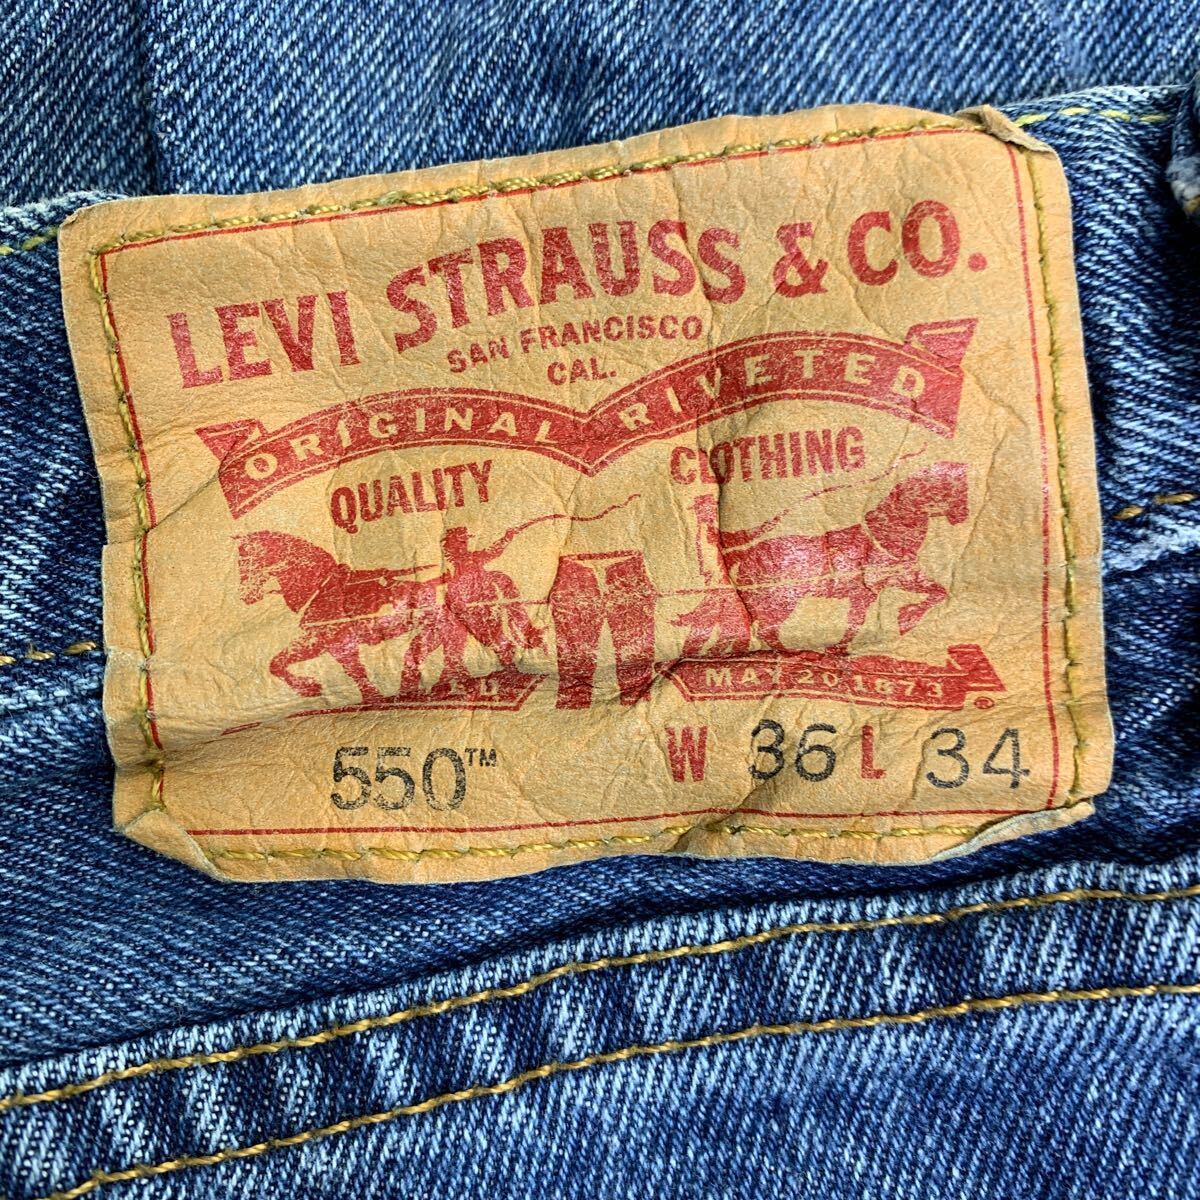 LEVI STRAUSS & CO.
SAN FRANCISCO
CAL.
ORIGINAL RIVETED
QUALITY CLOTHING
MAY 20 1873 ®
550™ W 36 L 34